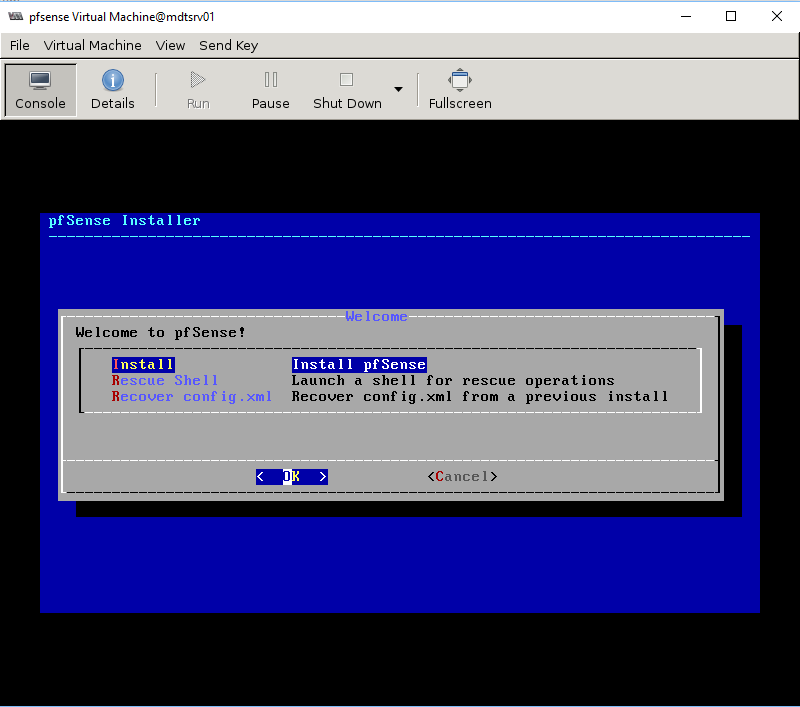 pfsense Virtual Machine@mdtsrv01
File Virtual Machine View Send Key
Console Details Run Pause Shut Down Fullscreen
pfSense Installer
Welcome
Welcome to pfSense!
Install Install pfSense
Rescue Shell Launch a shell for rescue operations
Recover config.xml Recover config.xml from a previous install
< OK > <Cancel>